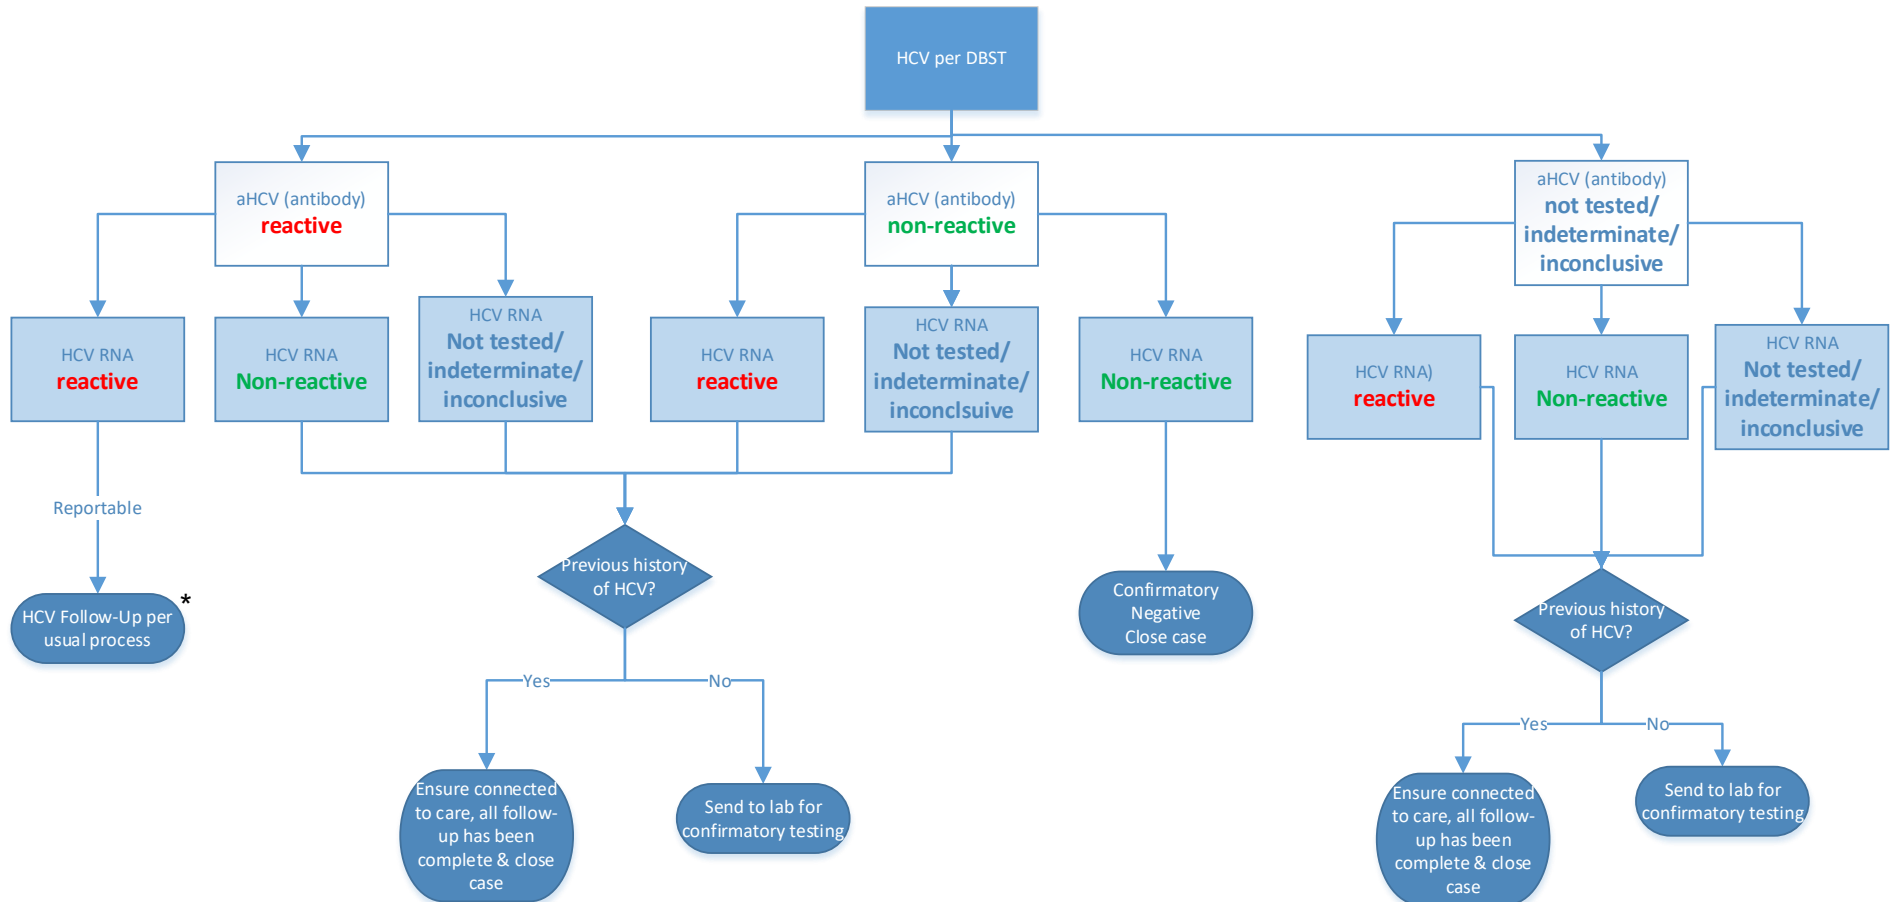 HCV per DBST
aHCV (antibody)
reactive
aHCV (antibody)
non-reactive
aHCV (antibody)
not tested/
indeterminate/
inconclusive
HCV RNA
reactive
HCV RNA
Non-reactive
HCV RNA
Not tested/
indeterminate/
inconclusive
HCV RNA
reactive
HCV RNA
Not tested/
indeterminate/
inconclsuive
HCV RNA
Non-reactive
HCV RNA)
reactive
HCV RNA
Non-reactive
HCV RNA
Not tested/
indeterminate/
inconclusive
Reportable
HCV Follow-Up per
usual process
*
Previous history
of HCV?
Confirmatory
Negative
Close case
Previous history
of HCV?
Yes
No
Ensure connected
to care, all follow-
up has been
complete & close
case
Send to lab for
confirmatory testing
Yes
No
Ensure connected
to care, all follow-
up has been
complete & close
case
Send to lab for
confirmatory testing